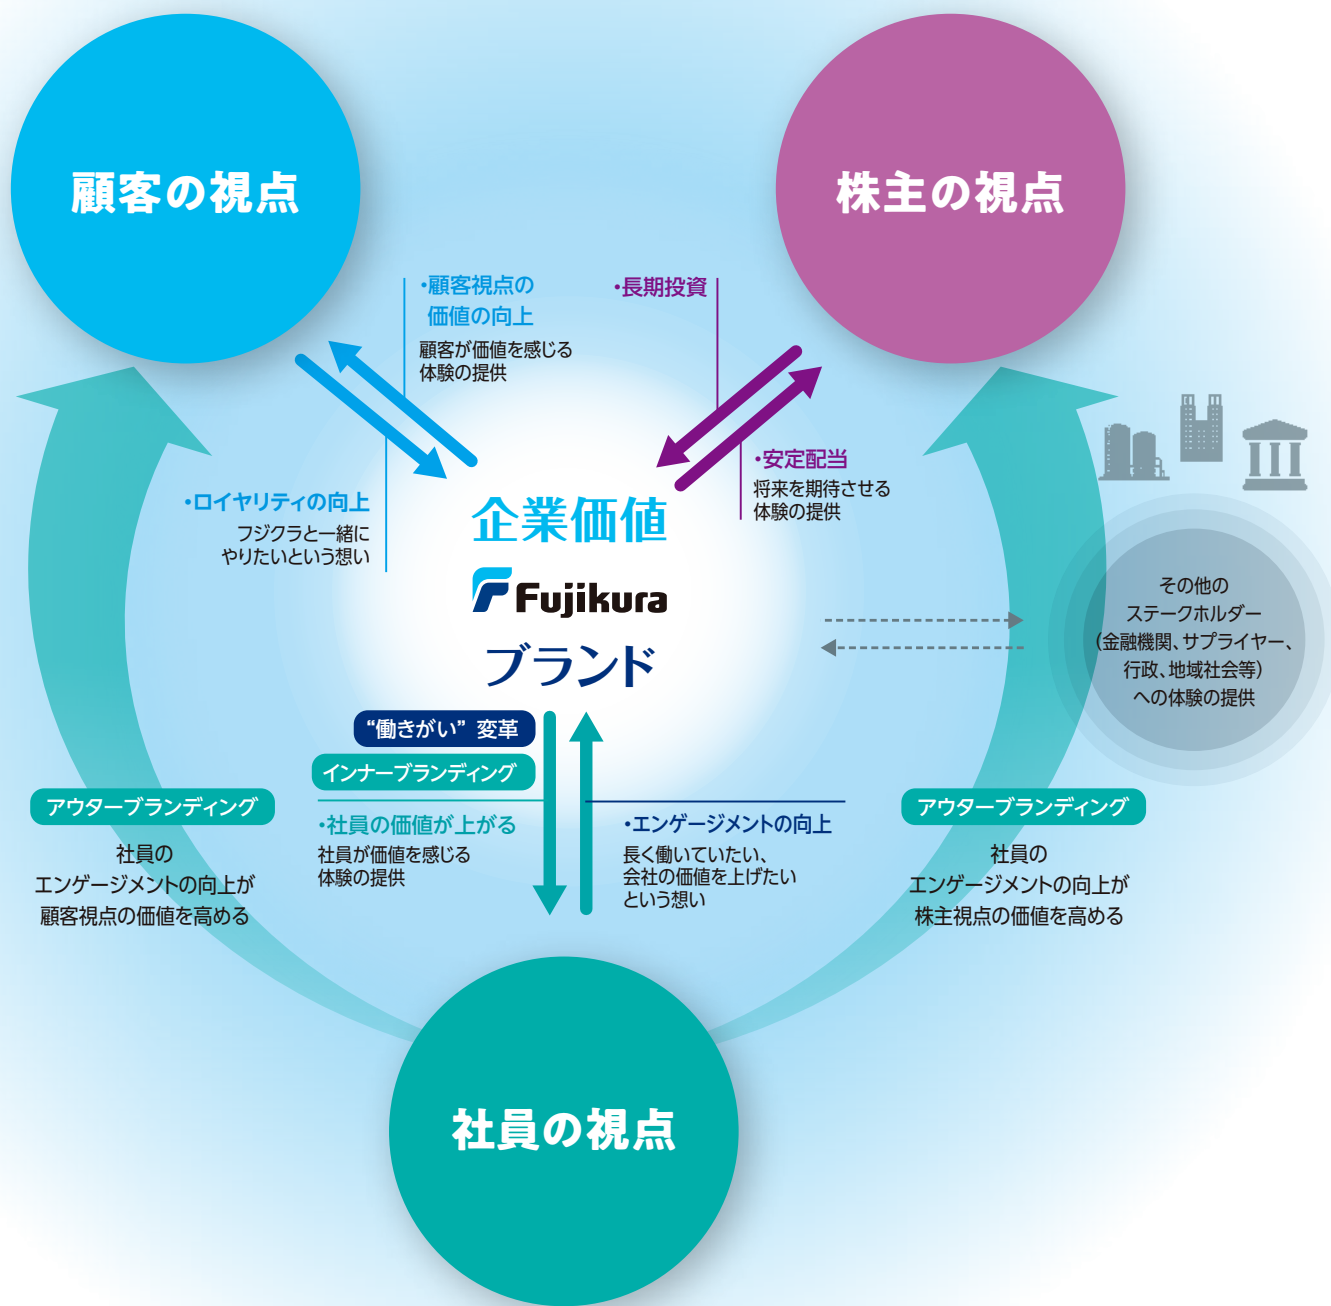 顧客の視点
株主の視点
・顧客視点の
価値の向上
顧客が価値を感じる
体験の提供
・長期投資
・ロイヤリティの向上
フジクラと一緒に
やりたいという想い
・安定配当
将来を期待させる
体験の提供
企業価値
Fujikura
ブランド
その他の
ステークホルダー
(金融機関、サプライヤー、
行政、地域社会等)
への体験の提供
“働きがい” 変革
インナーブランディング
・社員の価値が上がる
社員が価値を感じる
体験の提供
・エンゲージメントの向上
長く働いていたい、
会社の価値を上げたい
という想い
アウターブランディング
社員の
エンゲージメントの向上が
顧客視点の価値を高める
アウターブランディング
社員の
エンゲージメントの向上が
株主視点の価値を高める
社員の視点